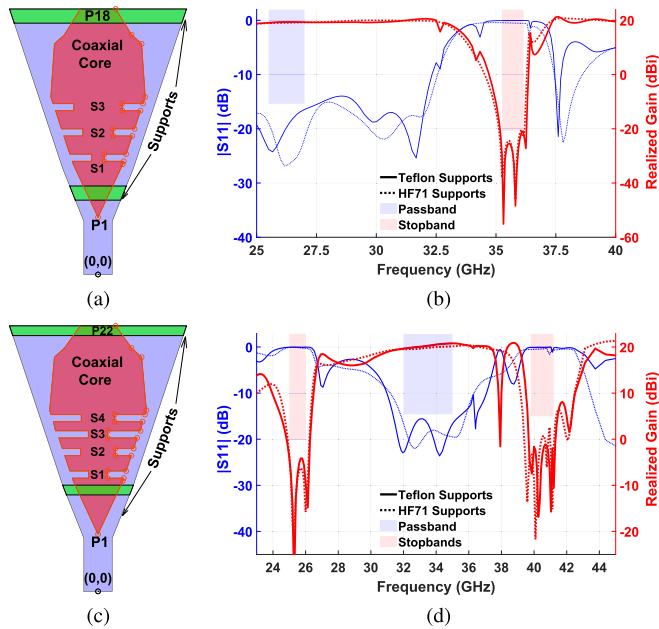 P18
Coaxial
Core
S3
S2
S1
Supports
P1
(0,0)
(a)
20
10
0
-10
-20
-30
-40
-50
-60
0
-10
-20
-30
-40
|S11| (dB)
Realized Gain (dBi)
Teflon Supports
HF71 Supports
Passband
Stopband
25 27.5 30 32.5 35 37.5 40
Frequency (GHz)
(b)
P22
Coaxial
Core
S4
S3
S2
S1
Supports
P1
(0,0)
(c)
0
-10
-20
-30
-40
|S11| (dB)
20
10
0
-10
-20
Realized Gain (dBi)
Teflon Supports
HF71 Supports
Passband
Stopbands
24 26 28 30 32 34 36 38 40 42 44
Frequency (GHz)
(d)